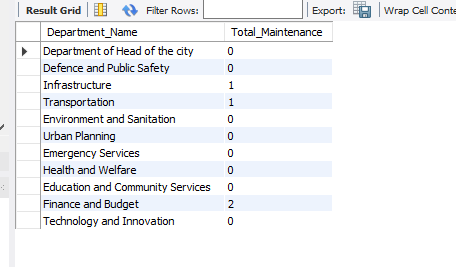 Result Grid Filter Rows: Export: Wrap Cell Conte
Department_Name Total_Maintenance
Department of Head of the city 0
Defence and Public Safety 0
Infrastructure 1
Transportation 1
Environment and Sanitation 0
Urban Planning 0
Emergency Services 0
Health and Welfare 0
Education and Community Services 0
Finance and Budget 2
Technology and Innovation 0